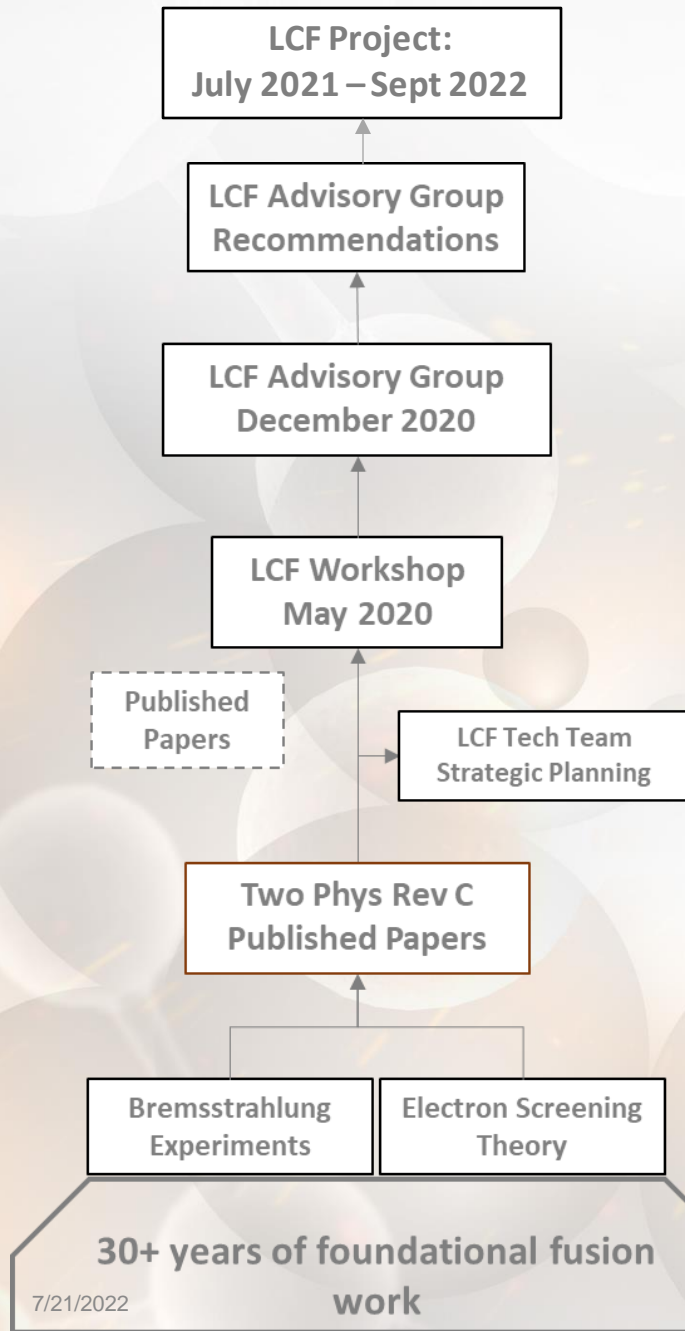 LCF Project:
July 2021 – Sept 2022
LCF Advisory Group
Recommendations
LCF Advisory Group
December 2020
LCF Workshop
May 2020
Published
Papers
LCF Tech Team
Strategic Planning
Two Phys Rev C
Published Papers
Bremsstrahlung
Experiments
Electron Screening
Theory
30+ years of foundational fusion
work
7/21/2022